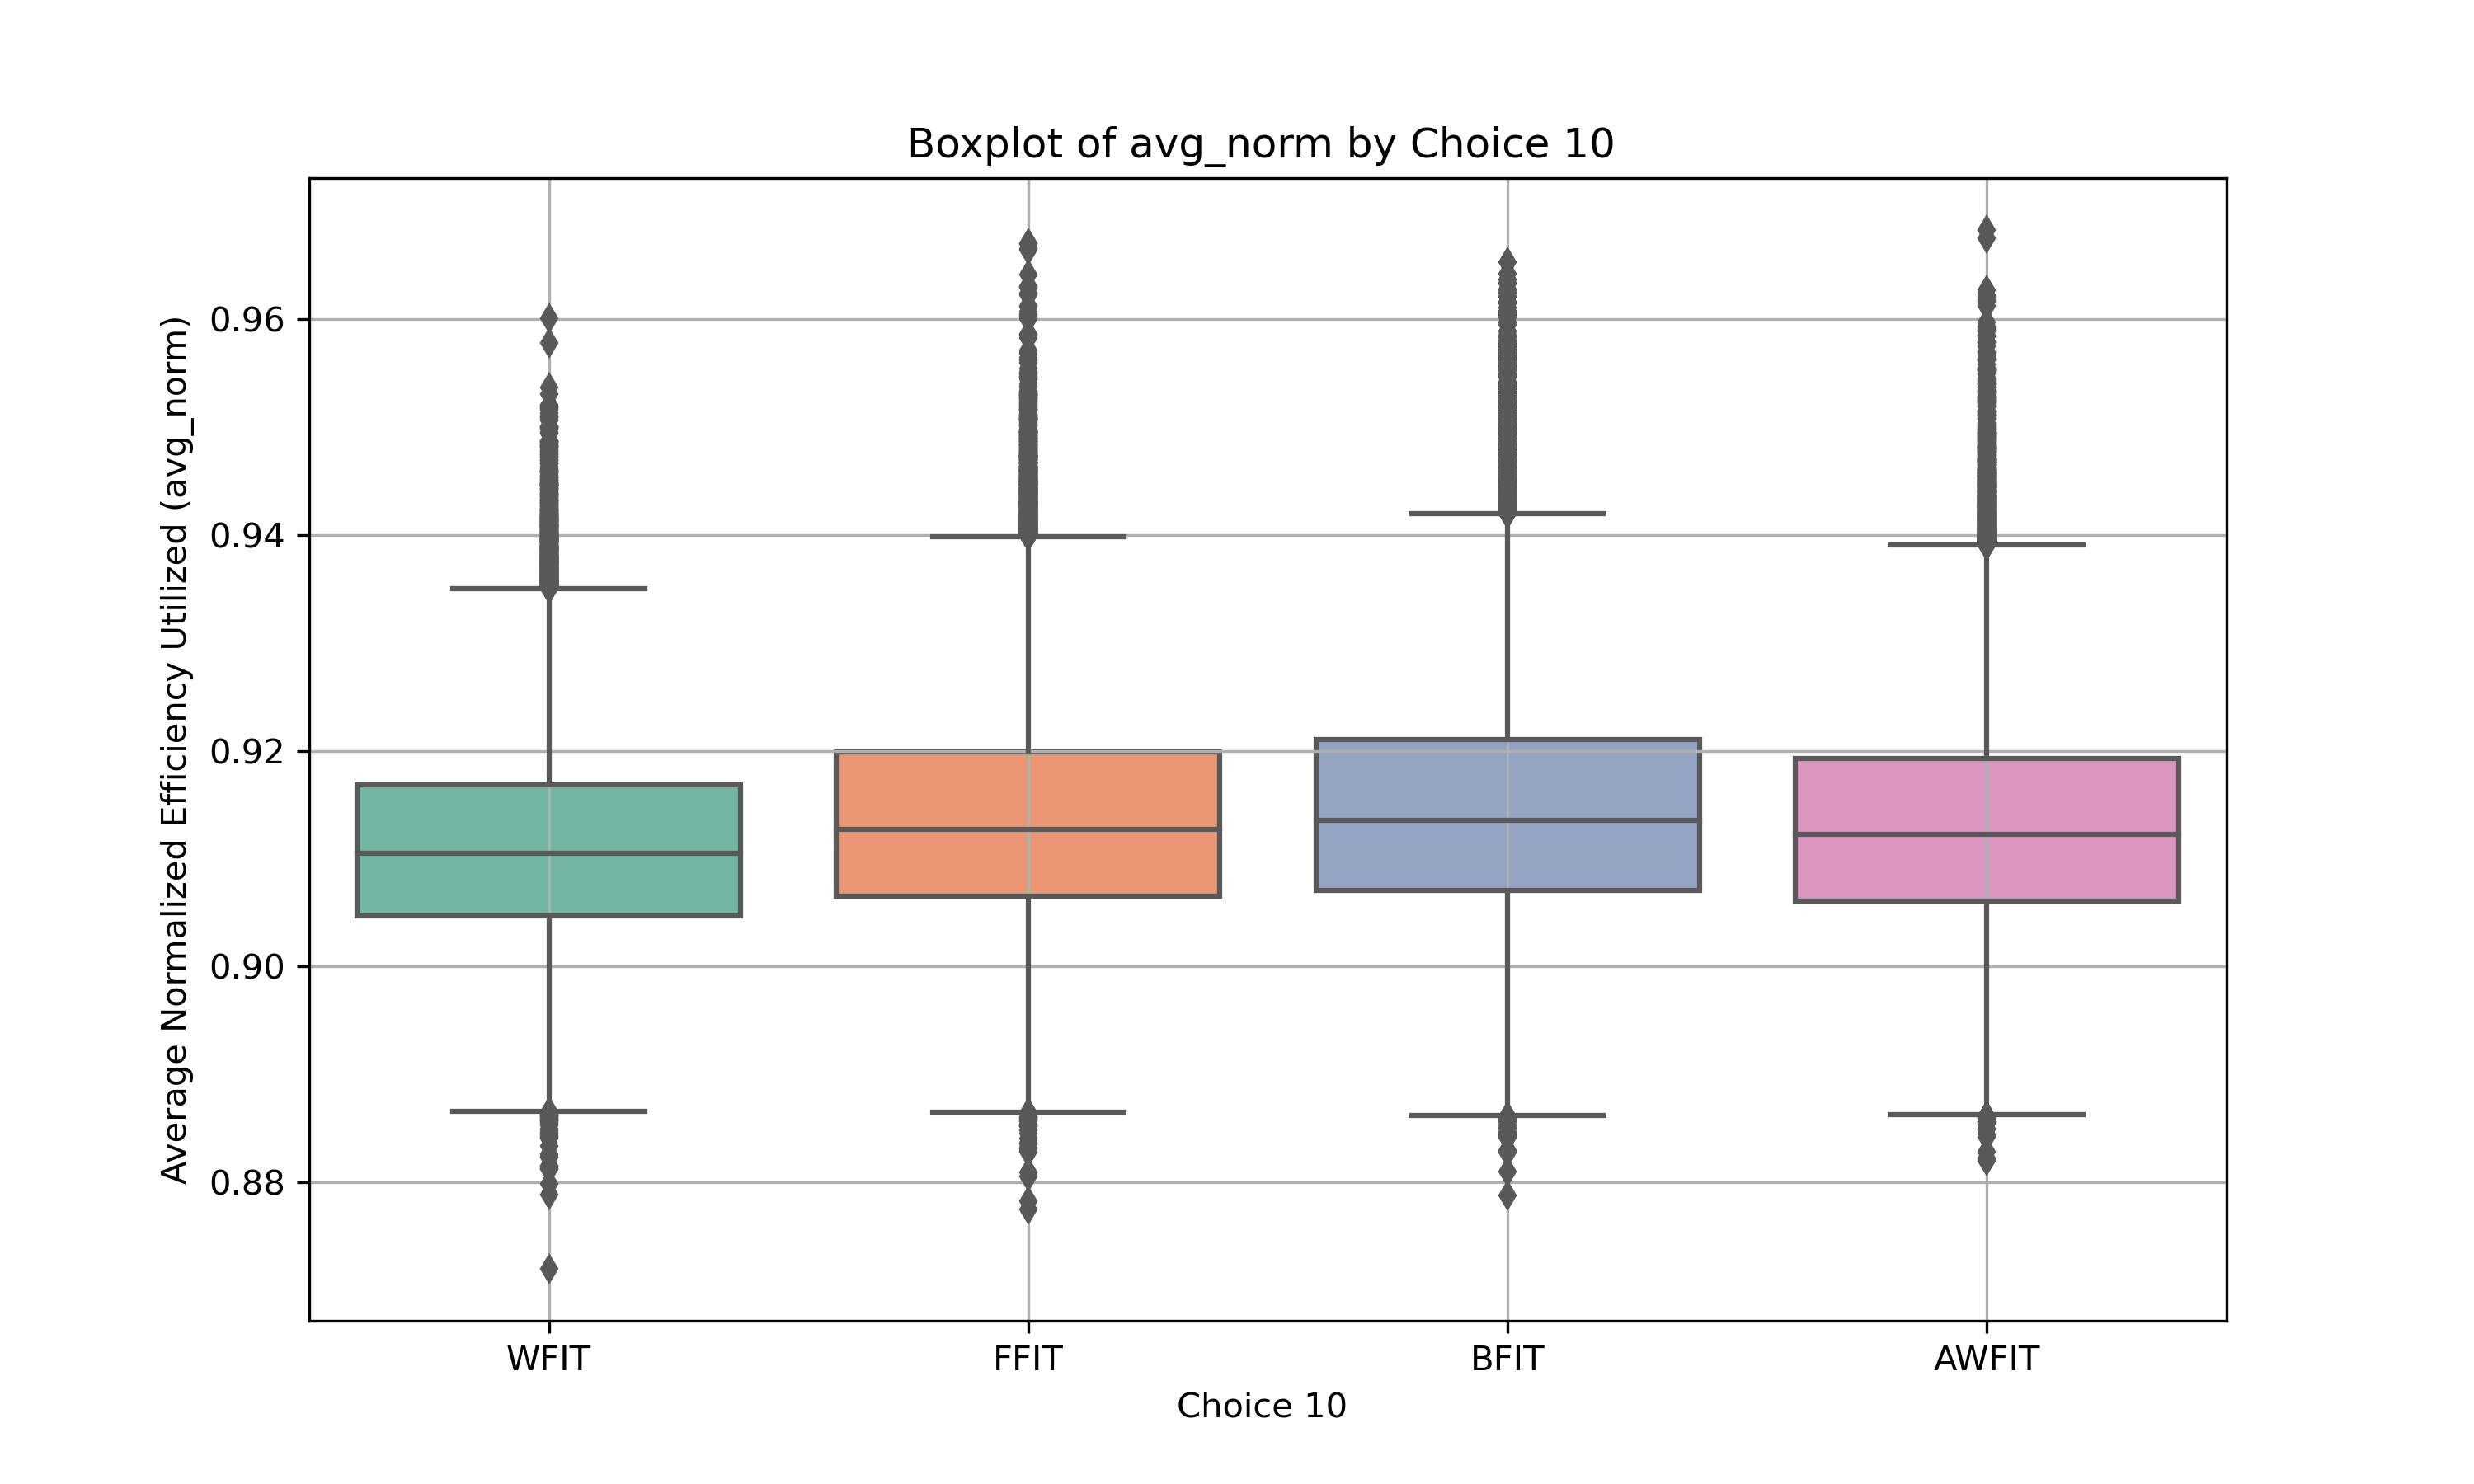 Boxplot of avg_norm by Choice 10
Average Normalized Efficiency Utilized (avg_norm)
0.96
0.94
0.92
0.90
0.88
WFIT
FFIT
BFIT
AWFIT
Choice 10